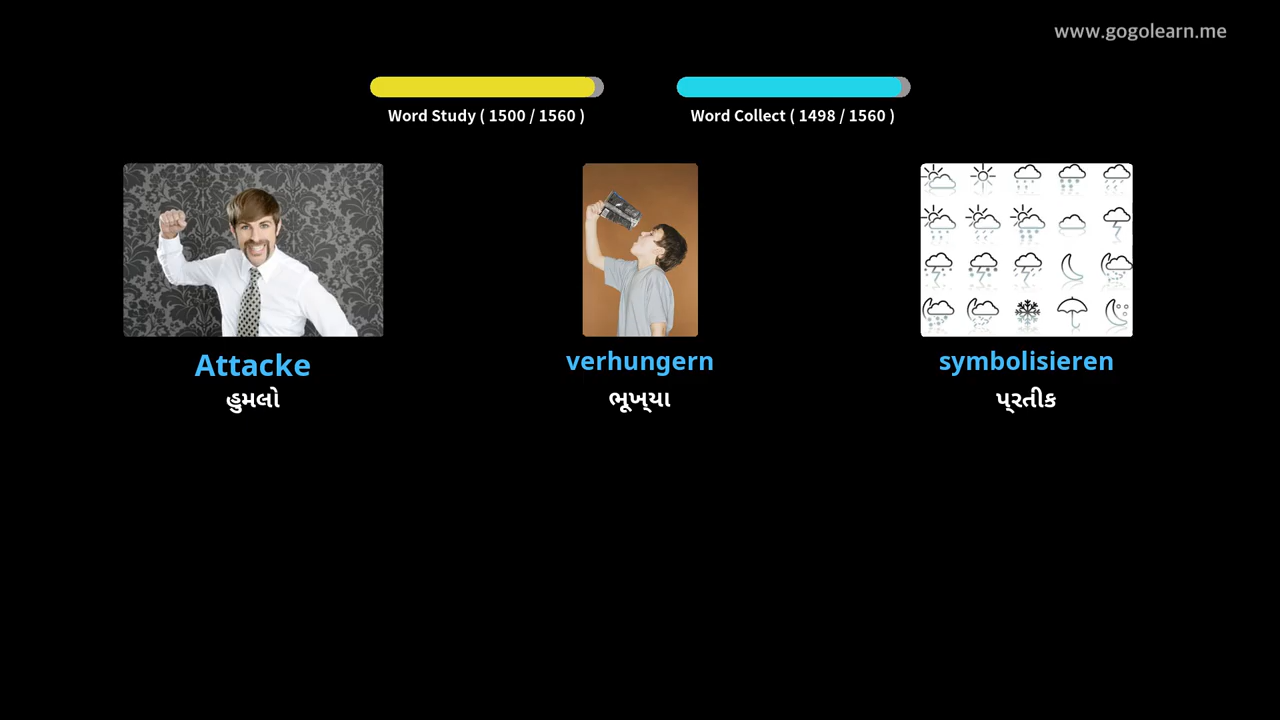 www.gogolearn.me
Word Study ( 1500 / 1560 )
Word Collect ( 1498 / 1560 )
Attacke
verhungern
symbolisieren
હુમલો
ભૂખ્યા
પ્રતીક